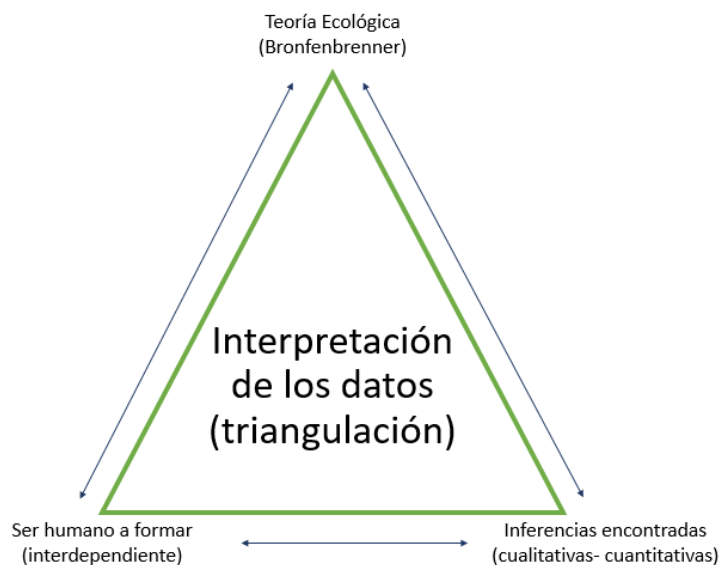 Teoría Ecológica
(Bronfenbrenner)
Interpretación
de los datos
(triangulación)
Ser humano a formar
(interdependiente)
Inferencias encontradas
(cualitativas- cuantitativas)